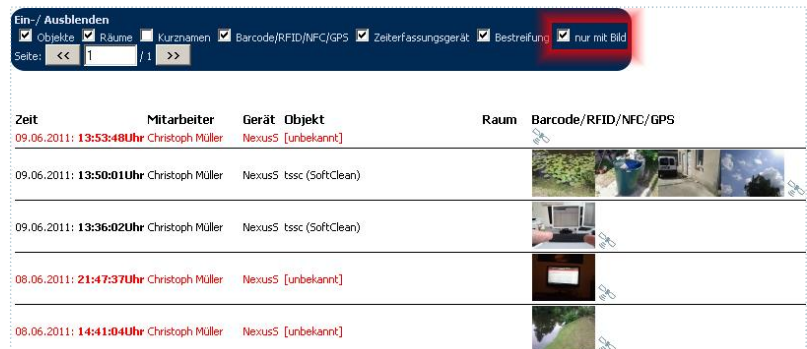 Ein-/ Ausblenden
Objekte Räume Kurznamen Barcode/RFID/NFC/GPS Zeiterfassungsgerät Bestreifung nur mit Bild
Seite: << 1 / 1 >>
Zeit Mitarbeiter Gerät Objekt Raum Barcode/RFID/NFC/GPS
09.06.2011: 13:53:48Uhr Christoph Müller NexusS [unbekannt]
09.06.2011: 13:50:01Uhr Christoph Müller NexusS tssc (SoftClean)
09.06.2011: 13:36:02Uhr Christoph Müller NexusS tssc (SoftClean)
08.06.2011: 21:47:37Uhr Christoph Müller NexusS [unbekannt]
08.06.2011: 14:41:04Uhr Christoph Müller NexusS [unbekannt]